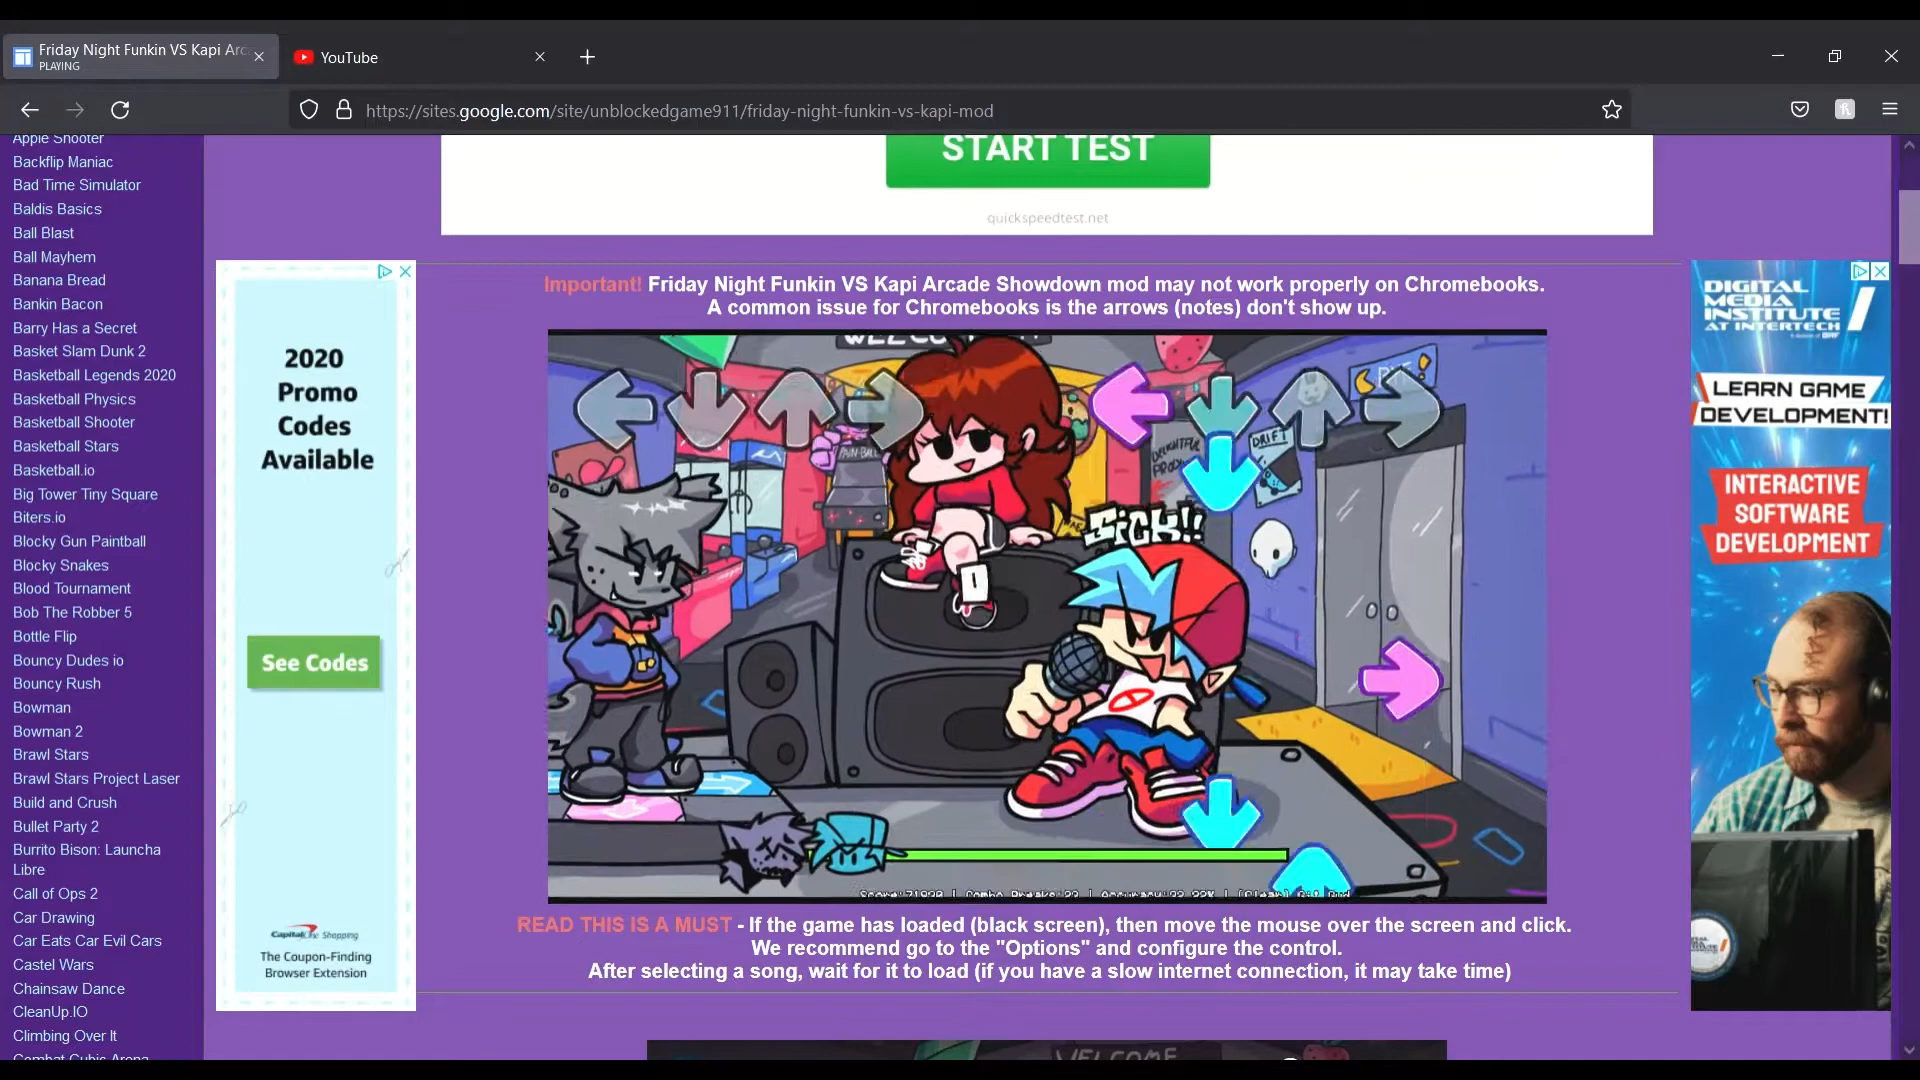 Friday Night Funkin VS Kapi Arc
PLAYING
YouTube
https://sites.google.com/site/unblockedgame911/friday-night-funkin-vs-kapi-mod
Apple Shooter
Backflip Maniac
Bad Time Simulator
Baldis Basics
Ball Blast
Ball Mayhem
Banana Bread
Bankin Bacon
Barry Has a Secret
Basket Slam Dunk 2
Basketball Legends 2020
Basketball Physics
Basketball Shooter
Basketball Stars
Basketball.io
Big Tower Tiny Square
Biters.io
Blocky Gun Paintball
Blocky Snakes
Blood Tournament
Bob The Robber 5
Bottle Flip
Bouncy Dudes io
Bouncy Rush
Bowman
Bowman 2
Brawl Stars
Brawl Stars Project Laser
Build and Crush
Bullet Party 2
Burrito Bison: Launcha
Libre
Call of Ops 2
Car Drawing
Car Eats Car Evil Cars
Castel Wars
Chainsaw Dance
CleanUp.IO
Climbing Over It
Combat Cubic Arena
START TEST
quickspeedtest.net
2020
Promo
Codes
Available
See Codes
Capital One Shopping
The Coupon-Finding
Browser Extension
Important! Friday Night Funkin VS Kapi Arcade Showdown mod may not work properly on Chromebooks.
A common issue for Chromebooks is the arrows (notes) don't show up.
PAIN-BALL
DELIGHTFUL
DRIFT
SICK!!
READ THIS IS A MUST - If the game has loaded (black screen), then move the mouse over the screen and click.
We recommend go to the "Options" and configure the control.
After selecting a song, wait for it to load (if you have a slow internet connection, it may take time)
WELCOME
DIGITAL
MEDIA
INSTITUTE
AT INTERTECH
LEARN GAME
DEVELOPMENT!
INTERACTIVE
SOFTWARE
DEVELOPMENT